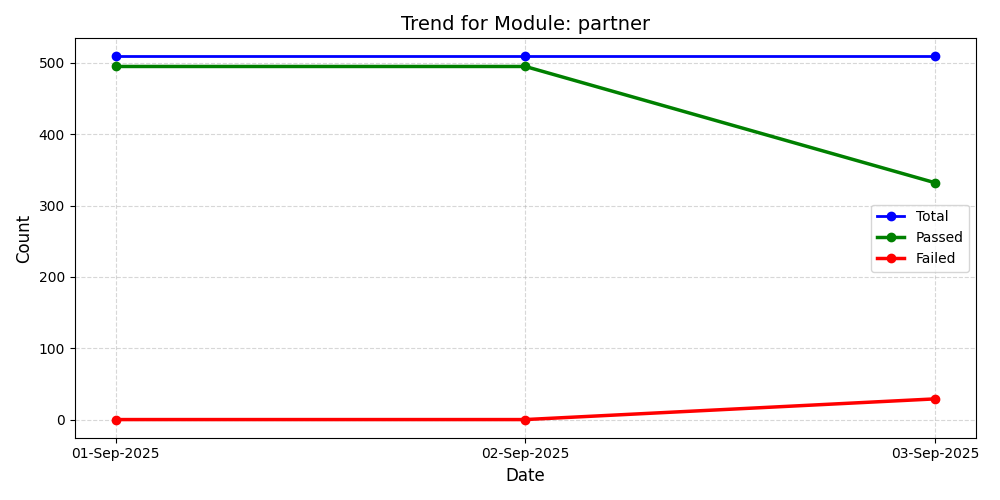 Trend for Module: partner
Count
500
400
300
200
100
0
Total
Passed
Failed
01-Sep-2025
02-Sep-2025
03-Sep-2025
Date